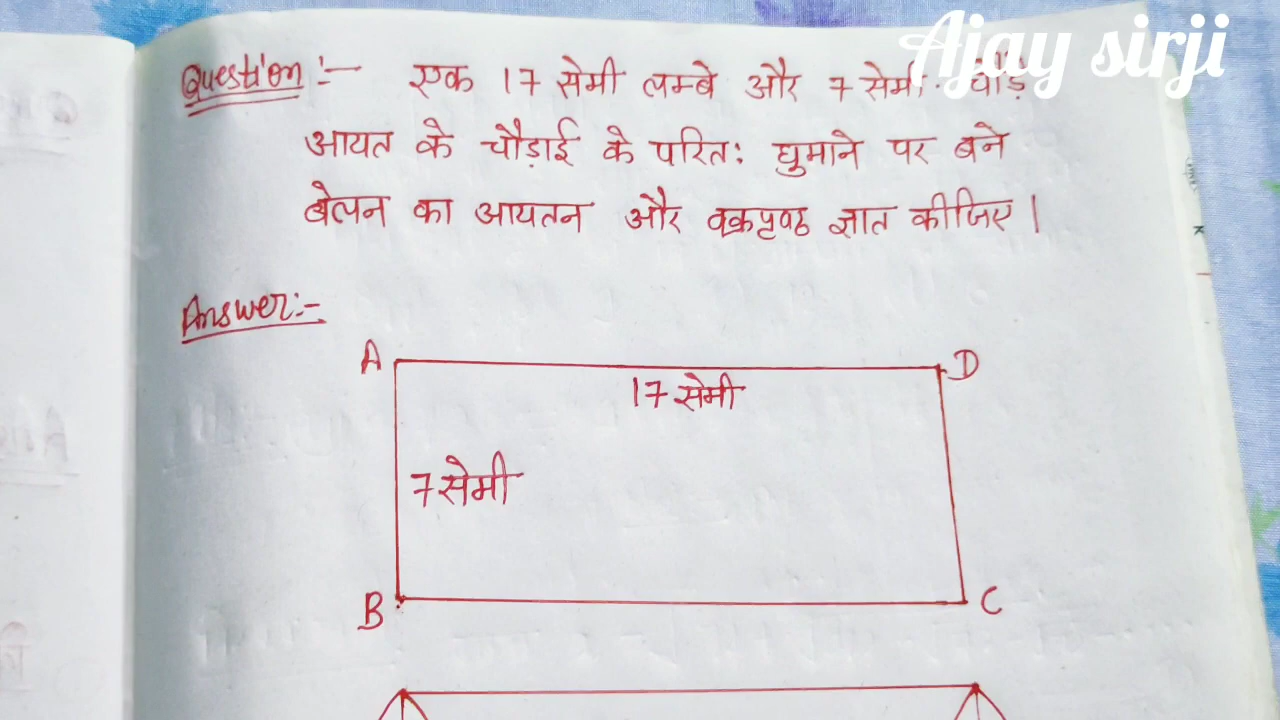 Ajay sirji
Question :- एक 17 सेमी लम्बे और 7 सेमी. चौड़े
आयत के चौड़ाई के परितः घुमाने पर बने
बेलन का आयतन और वक्रपृष्ठ ज्ञात कीजिए।
Answer:-
A D
17 सेमी
7 सेमी
B C